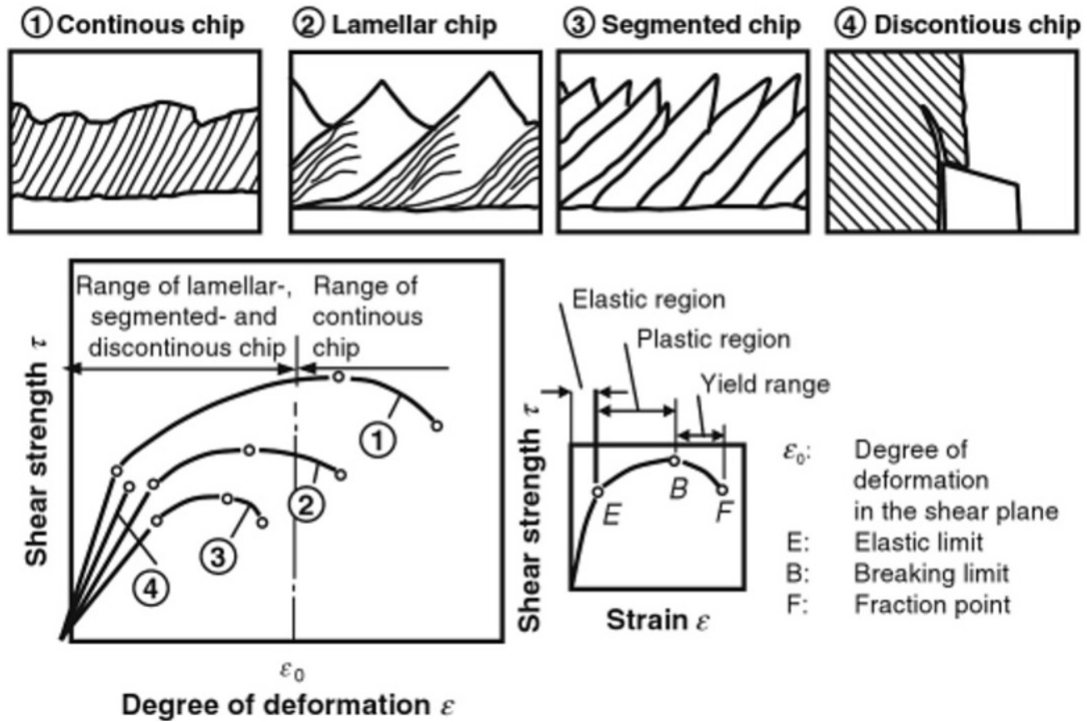 ① Continous chip
② Lamellar chip
③ Segmented chip
④ Discontious chip
Range of lamellar-,
segmented- and
discontinous chip
Range of
continous
chip
Shear strength τ
①
②
③
④
ε₀
Degree of deformation ε
Elastic region
Plastic region
Yield range
Shear strength τ
E
B
F
Strain ε
ε₀: Degree of
deformation
in the shear plane
E: Elastic limit
B: Breaking limit
F: Fraction point